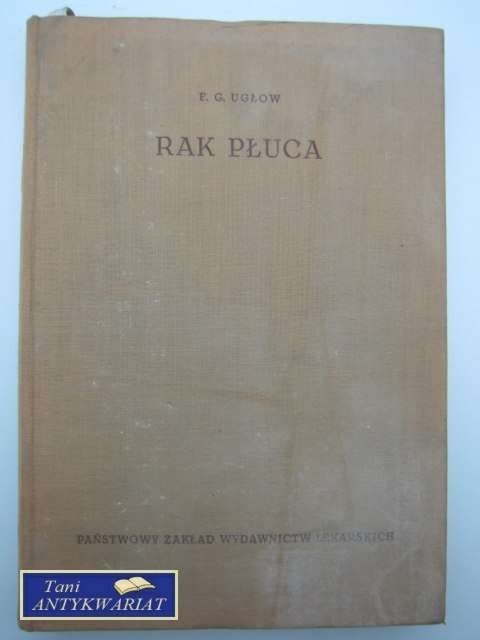 F. G. UGŁOW
RAK PŁUCA
PAŃSTWOWY ZAKŁAD WYDAWNICTW LEKARSKICH
Tani
ANTYKWARIAT